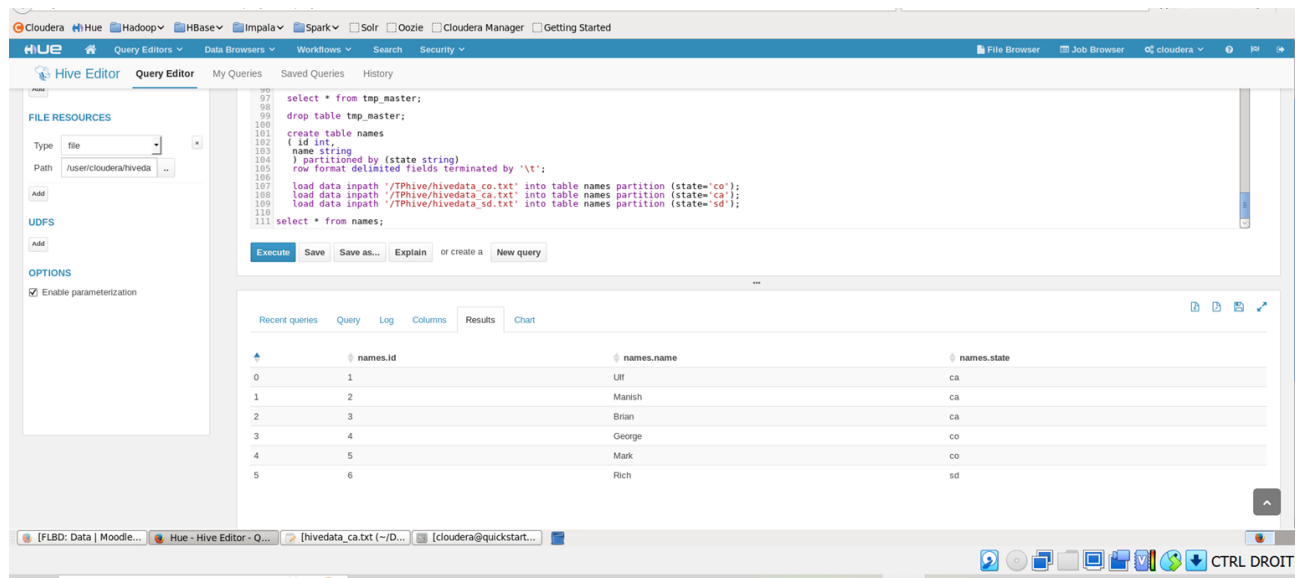 Cloudera Hue Hadoop HBase Impala Spark Solr Oozie Cloudera Manager Getting Started
HUE Query Editors Data Browsers Workflows Search Security File Browser Job Browser cloudera
Hive Editor Query Editor My Queries Saved Queries History
Add
FILE RESOURCES
Type file
Path /user/cloudera/hiveda ..
Add
UDFS
Add
OPTIONS
Enable parameterization
96
97 select * from tmp_master;
98
99 drop table tmp_master;
100
101 create table names
102 ( id int,
103 name string
104 ) partitioned by (state string)
105 row format delimited fields terminated by '\t';
106
107 load data inpath '/TPhive/hivedata_co.txt' into table names partition (state='co');
108 load data inpath '/TPhive/hivedata_ca.txt' into table names partition (state='ca');
109 load data inpath '/TPhive/hivedata_sd.txt' into table names partition (state='sd');
110
111 select * from names;
Execute Save Save as... Explain or create a New query
Recent queries Query Log Columns Results Chart
names.id names.name names.state
0 1 Ulf ca
1 2 Manish ca
2 3 Brian ca
3 4 George co
4 5 Mark co
5 6 Rich sd
[FLBD: Data | Moodle... Hue - Hive Editor - Q... [hivedata_ca.txt (~/D... [cloudera@quickstart...
CTRL DROIT